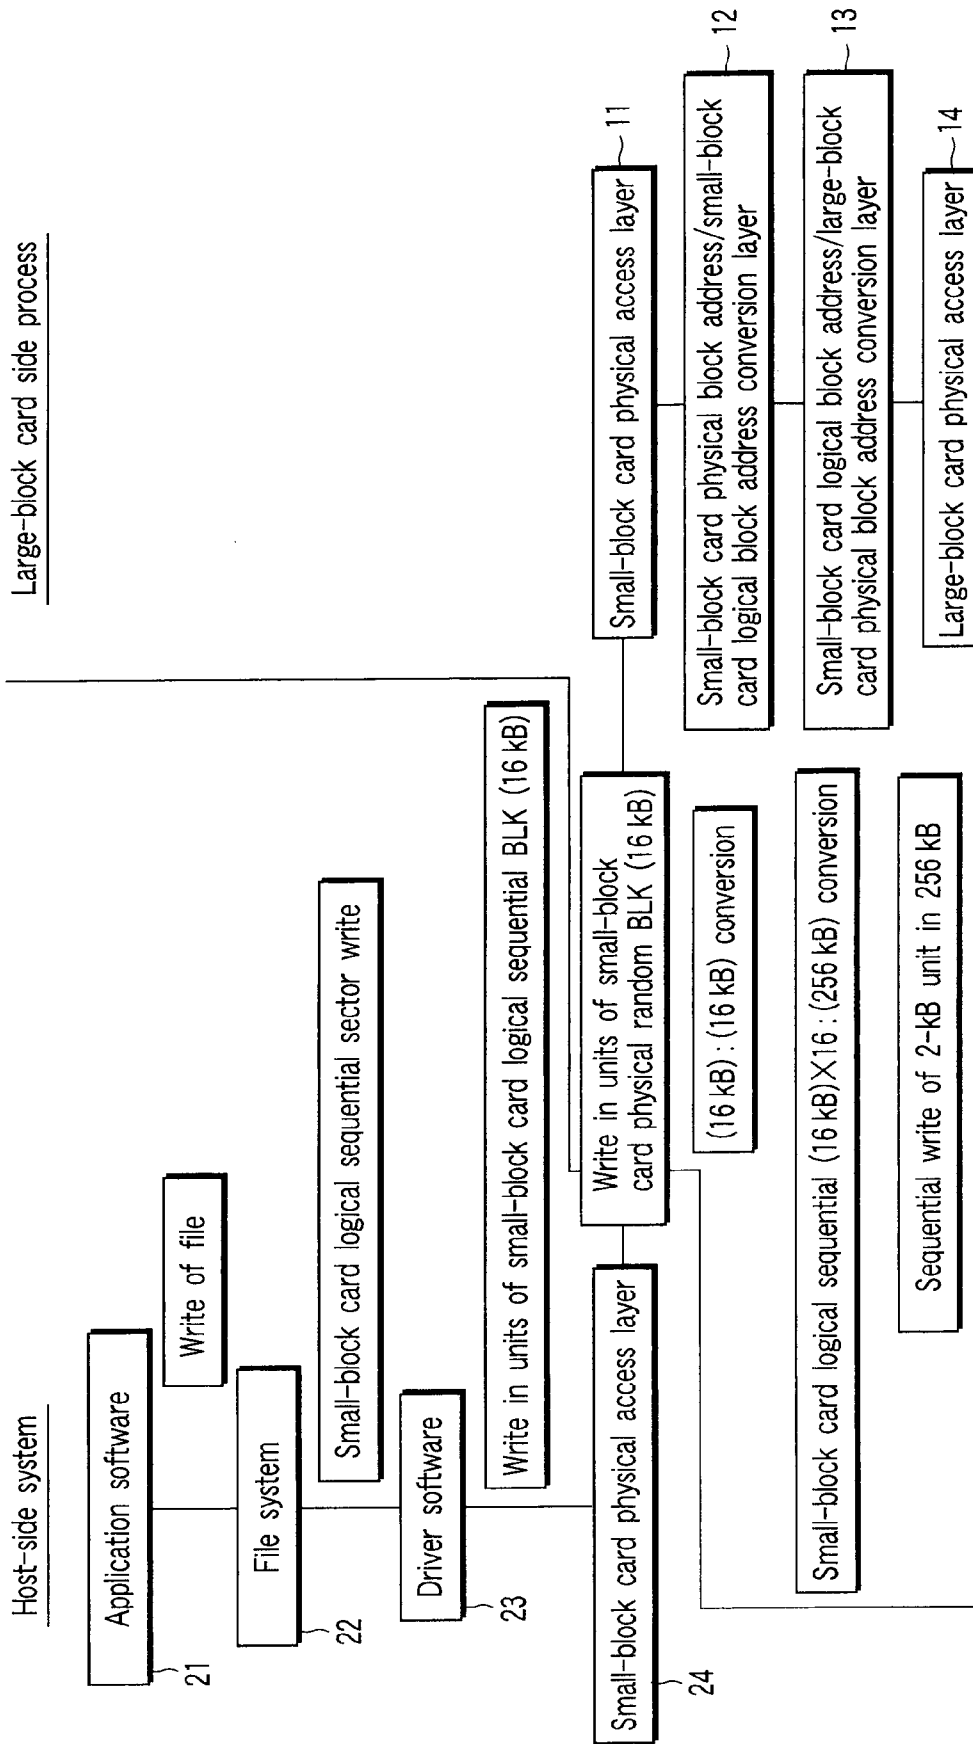 Host-side system
Large-block card side process
Application software
21
Write of file
File system
22
Small-block card logical sequential sector write
Driver software
23
Write in units of small-block card logical sequential BLK (16 kB)
Small-block card physical access layer
24
Write in units of small-block
card physical random BLK (16 kB)
Small-block card physical access layer
11
(16 kB) : (16 kB) conversion
Small-block card physical block address/small-block
card logical block address conversion layer
12
Small-block card logical sequential (16 kB)X16 : (256 kB) conversion
Small-block card logical block address/large-block
card physical block address conversion layer
13
Sequential write of 2-kB unit in 256 kB
Large-block card physical access layer
14